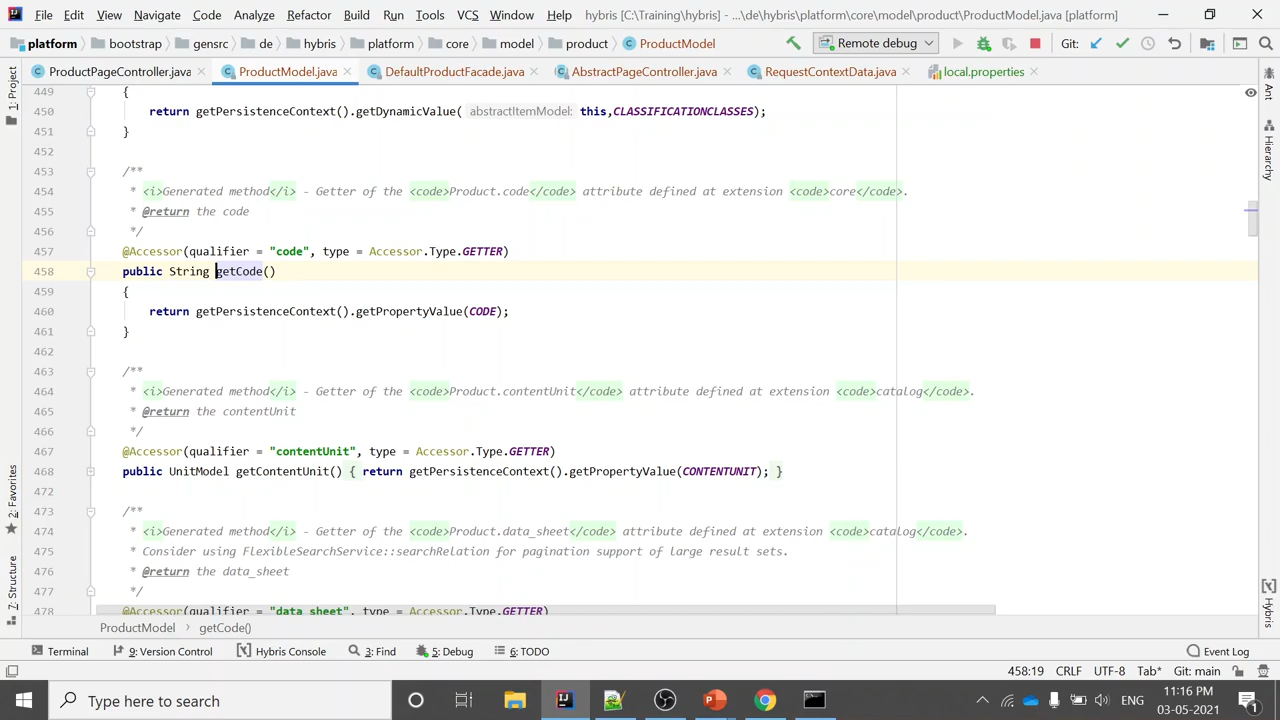 File Edit View Navigate Code Analyze Refactor Build Run Tools VCS Window Help hybris [C:\Training\hybris] - ...\de\hybris\platform\core\model\product\ProductModel.java [platform]
platform bootstrap gensrc de hybris platform core model product ProductModel Remote debug Git:
ProductPageController.java ProductModel.java DefaultProductFacade.java AbstractPageController.java RequestContextData.java local.properties
1: Project
2: Favorites
7: Structure
Ant
Hierarchy
Hybris
449 {
450 return getPersistenceContext().getDynamicValue( abstractItemModel: this,CLASSIFICATIONCLASSES);
451 }
452
453 /**
454 * <i>Generated method</i> - Getter of the <code>Product.code</code> attribute defined at extension <code>core</code>.
455 * @return the code
456 */
457 @Accessor(qualifier = "code", type = Accessor.Type.GETTER)
458 public String getCode()
459 {
460 return getPersistenceContext().getPropertyValue(CODE);
461 }
462
463 /**
464 * <i>Generated method</i> - Getter of the <code>Product.contentUnit</code> attribute defined at extension <code>catalog</code>.
465 * @return the contentUnit
466 */
467 @Accessor(qualifier = "contentUnit", type = Accessor.Type.GETTER)
468 public UnitModel getContentUnit() { return getPersistenceContext().getPropertyValue(CONTENTUNIT); }
472
473 /**
474 * <i>Generated method</i> - Getter of the <code>Product.data_sheet</code> attribute defined at extension <code>catalog</code>.
475 * Consider using FlexibleSearchService::searchRelation for pagination support of large result sets.
476 * @return the data_sheet
477 */
478 @Accessor(qualifier = "data_sheet", type = Accessor.Type.GETTER)
ProductModel › getCode()
Terminal 9: Version Control [Y] Hybris Console 3: Find 5: Debug 6: TODO Event Log
458:19 CRLF UTF-8 Tab* Git: main
Type here to search ENG 11:16 PM
03-05-2021 1